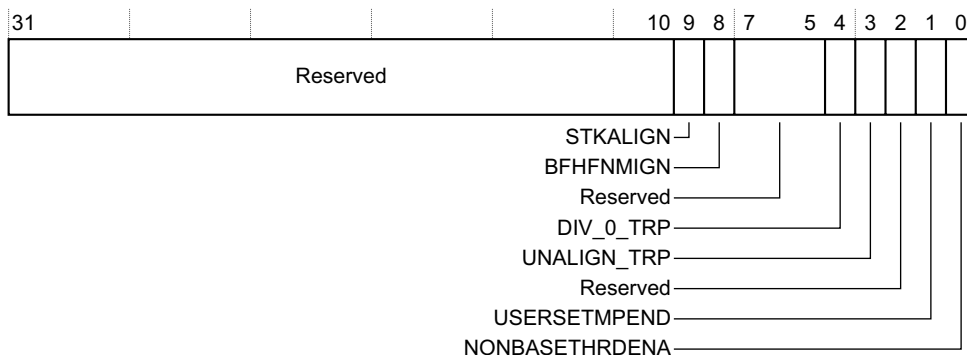 31 10 9 8 7 5 4 3 2 1 0
Reserved
STKALIGN
BFHFNMIGN
Reserved
DIV_0_TRP
UNALIGN_TRP
Reserved
USERSETMPEND
NONBASETHRDENA